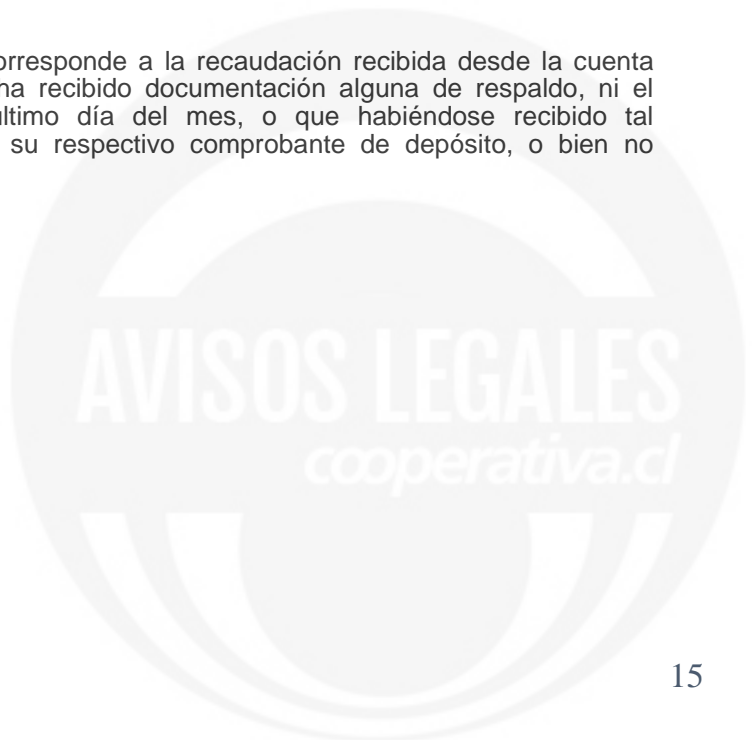 orresponde a la recaudación recibida desde la cuenta
ha recibido documentación alguna de respaldo, ni el
último día del mes, o que habiéndose recibido tal
su respectivo comprobante de depósito, o bien no
AVISOS LEGALES
cooperativa.cl
15